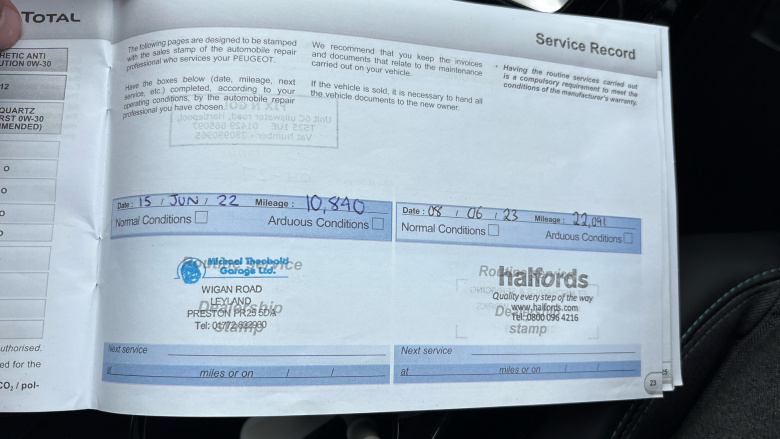 TOTAL
HETIC ANTI
UTION 0W-30
12
QUARTZ
RST 0W-30
MMENDED)
o
o
uthorised.
ed for the
CO₂ / pol-
Service Record
The following pages are designed to be stamped
with the sales stamp of the automobile repair
professional who services your PEUGEOT.
Have the boxes below (date, mileage, next
service, etc.) completed, according to your
operating conditions, by the automobile repair
professional you have chosen.
We recommend that you keep the invoices
and documents that relate to the maintenance
carried out on your vehicle.
If the vehicle is sold, it is necessary to hand all
the vehicle documents to the new owner.
• Having the routine services carried out
is a compulsory requirement to meet the
conditions of the manufacturer's warranty.
Date : 15 / JUN / 22 Mileage : 10,840
Normal Conditions Arduous Conditions
Routine service
Michael Theobald
Garage Ltd.
WIGAN ROAD
LEYLAND
Dealership
PRESTON PR25 5DA
Tel: 01772
stamp
Next service
at miles or on / /
Date : 08 / 06 / 23 Mileage : 22,091
Normal Conditions Arduous Conditions
halfords
Quality every step of the way
www.halfords.com
Tel: 0800 096 4216
stamp
Next service
at miles or on / /
23